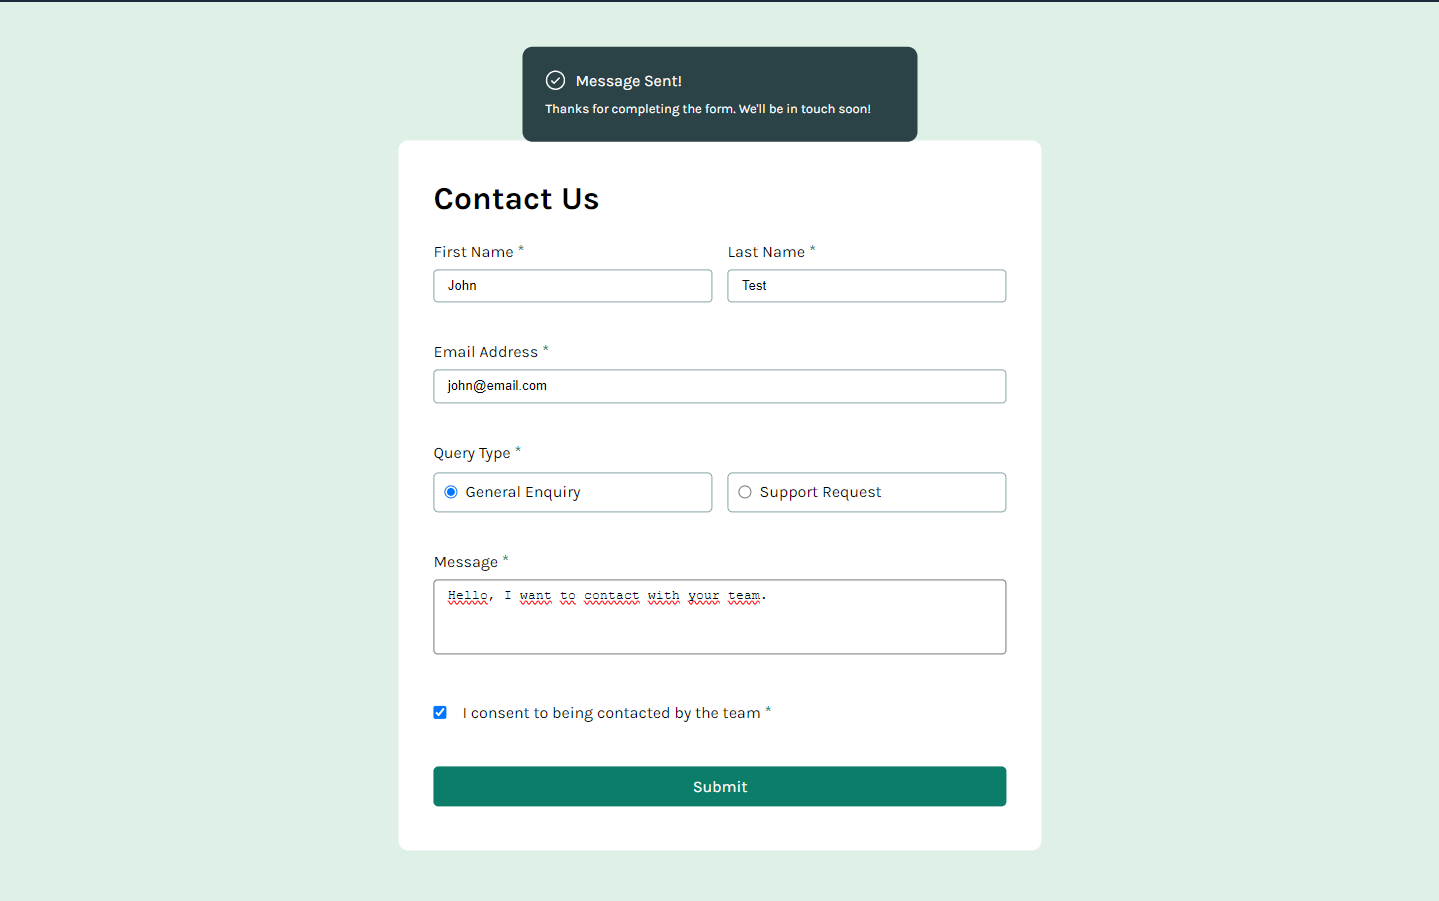 Message Sent!
Thanks for completing the form. We'll be in touch soon!
Contact Us
First Name * Last Name *
John Test
Email Address *
john@email.com
Query Type *
General Enquiry Support Request
Message *
Hello, I want to contact with your team.
I consent to being contacted by the team *
Submit